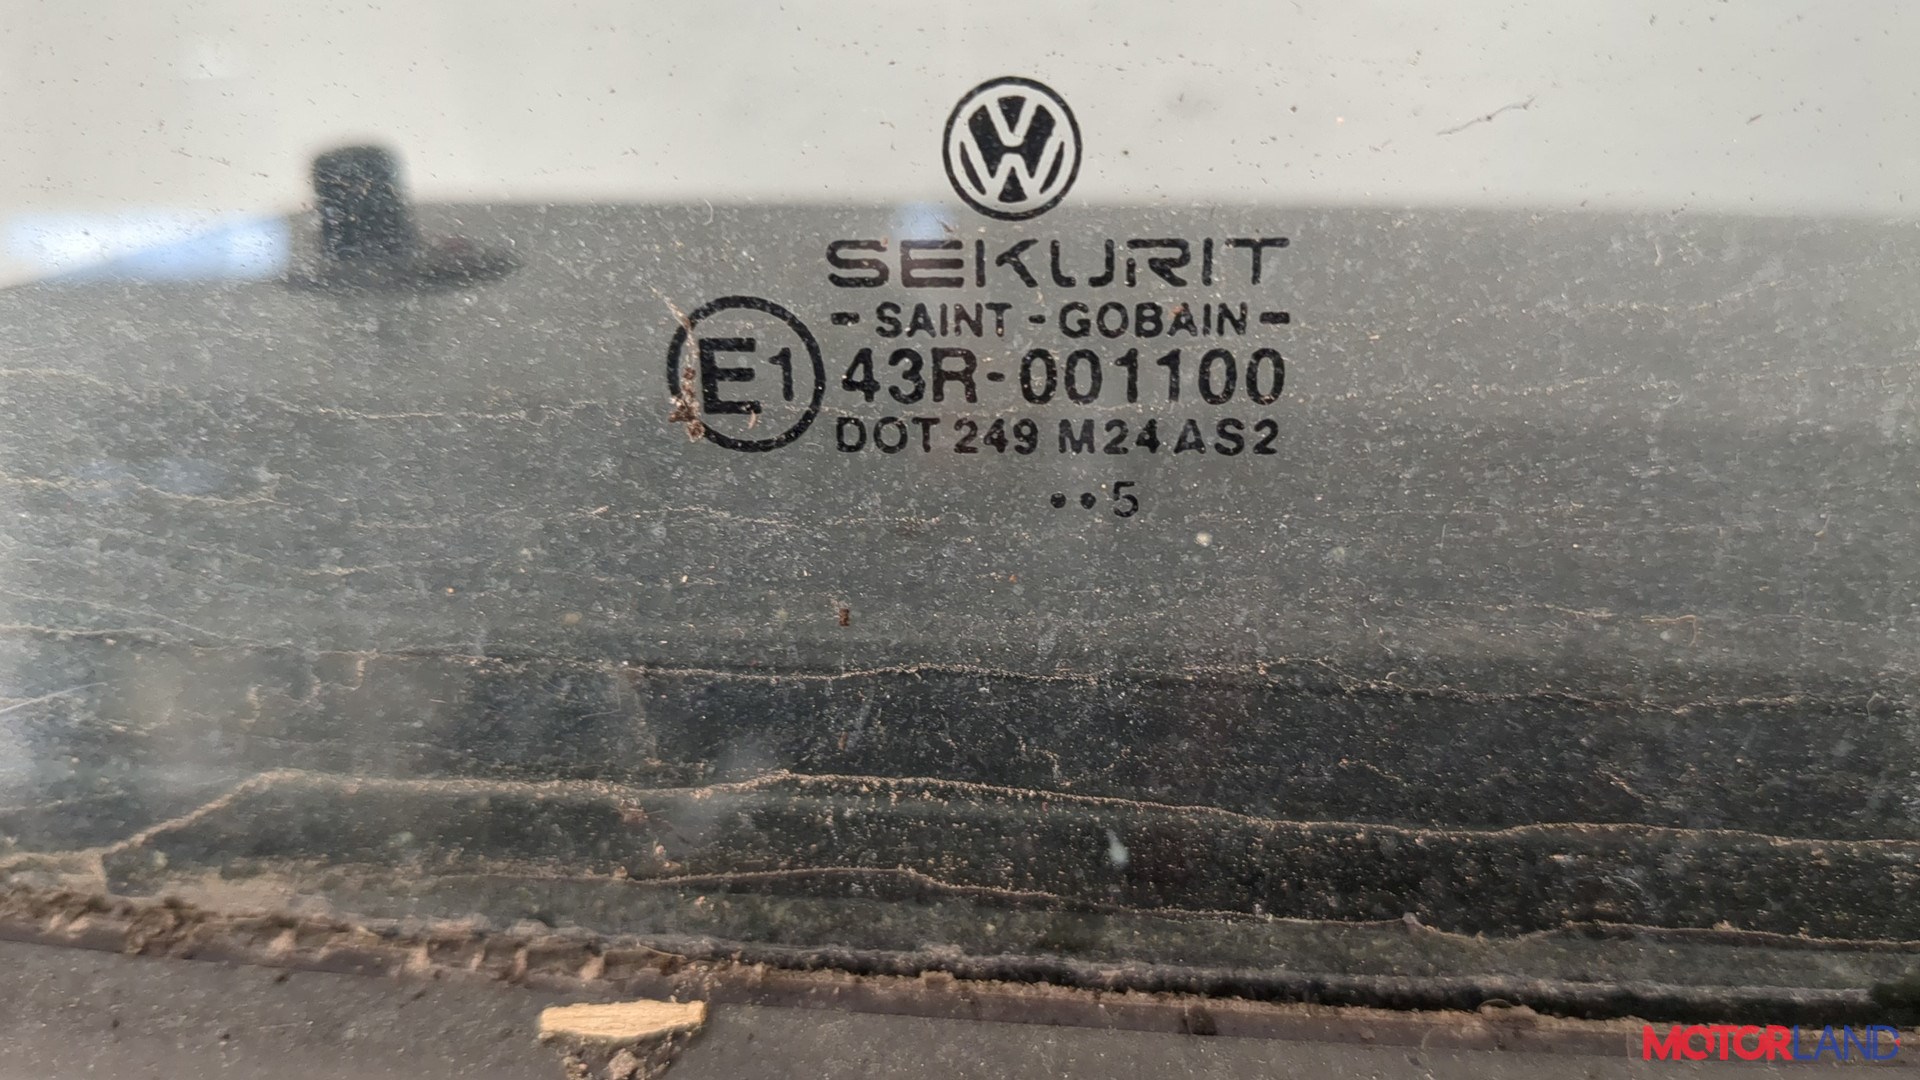 SEKURIT
- SAINT - GOBAIN -
E1 43R-001100
DOT 249 M24 AS2
••5
MOTORLAND